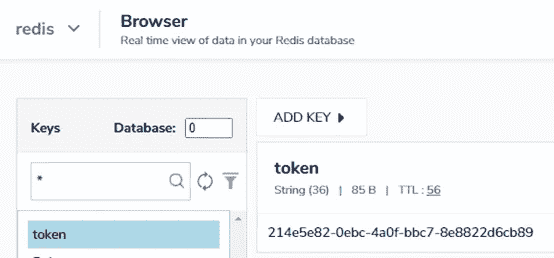 redis
Browser
Real time view of data in your Redis database
Keys
Database:
0
ADD KEY
*
token
String (36) | 85 B | TTL : 56
token
214e5e82-0ebc-4a0f-bbc7-8e8822d6cb89